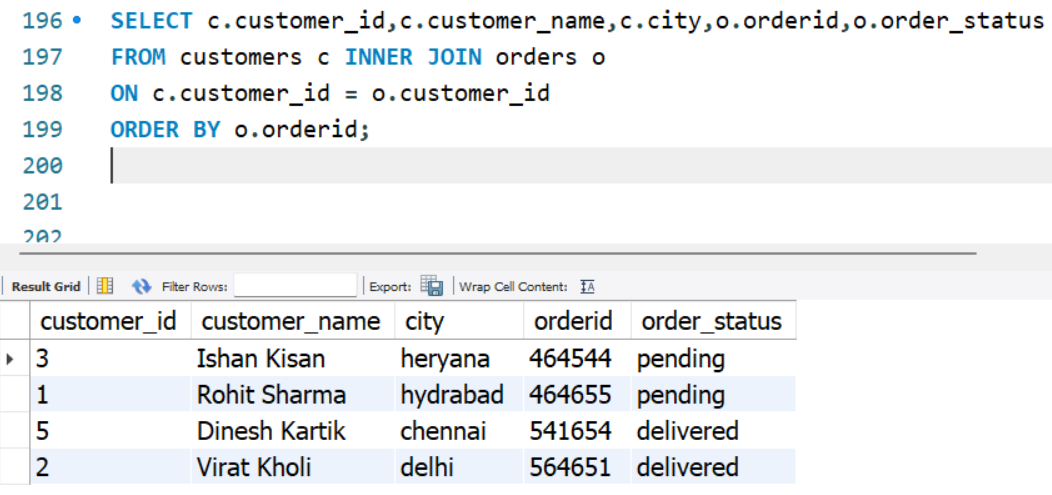 196 SELECT c.customer_id,c.customer_name,c.city,o.orderid,o.order_status
197 FROM customers c INNER JOIN orders o
198 ON c.customer_id = o.customer_id
199 ORDER BY o.orderid;
200
201
202
Result Grid Filter Rows: Export: Wrap Cell Content:
customer_id customer_name city orderid order_status
3 Ishan Kisan heryana 464544 pending
1 Rohit Sharma hydrabad 464655 pending
5 Dinesh Kartik chennai 541654 delivered
2 Virat Kholi delhi 564651 delivered